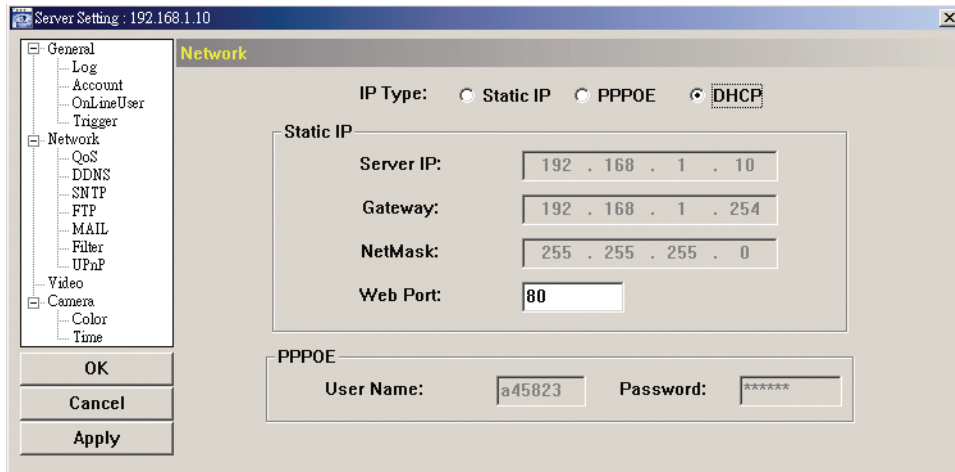 Server Setting : 192.168.1.10
General
Log
Account
OnLineUser
Trigger
Network
QoS
DDNS
SNTP
FTP
MAIL
Filter
UPnP
Video
Camera
Color
Time
OK
Cancel
Apply
Network
IP Type: Static IP PPPOE DHCP
Static IP
Server IP: 192 . 168 . 1 . 10
Gateway: 192 . 168 . 1 . 254
NetMask: 255 . 255 . 255 . 0
Web Port: 80
PPPOE
User Name: a45823 Password: ******